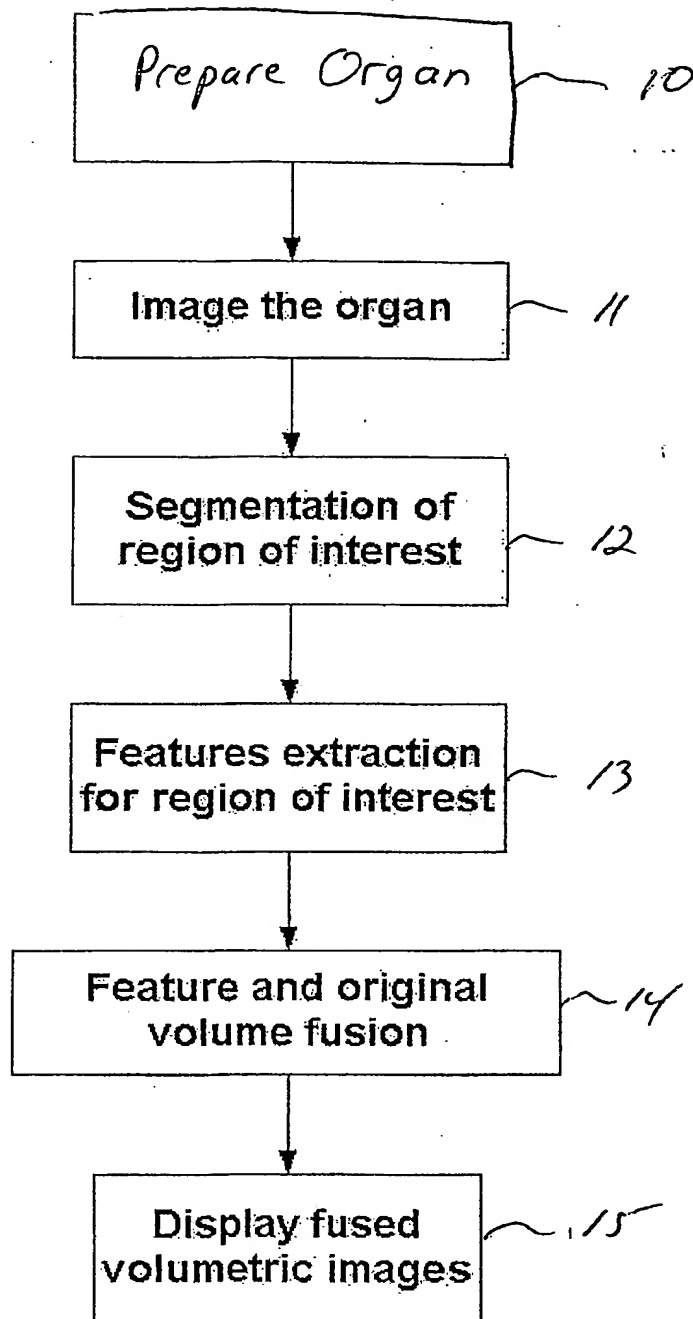 Prepare Organ
10
Image the organ
11
Segmentation of
region of interest
12
Features extraction
for region of interest
13
Feature and original
volume fusion
14
Display fused
volumetric images
15